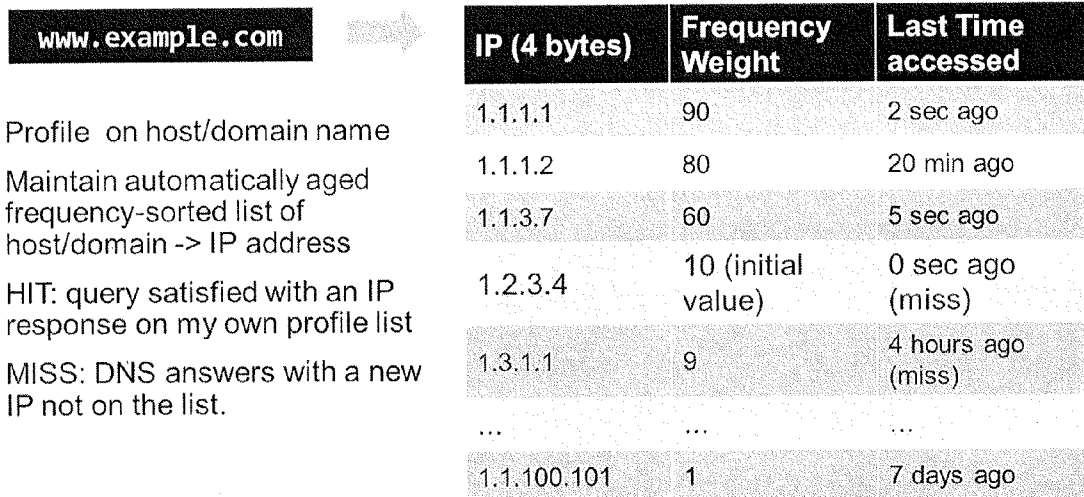 www.example.com
Profile on host/domain name
Maintain automatically aged
frequency-sorted list of
host/domain -> IP address
HIT: query satisfied with an IP
response on my own profile list
MISS: DNS answers with a new
IP not on the list.
IP (4 bytes) Frequency Weight Last Time accessed
1.1.1.1 90 2 sec ago
1.1.1.2 80 20 min ago
1.1.3.7 60 5 sec ago
1.2.3.4 10 (initial value) 0 sec ago (miss)
1.3.1.1 9 4 hours ago (miss)
... ... ...
1.1.100.101 1 7 days ago